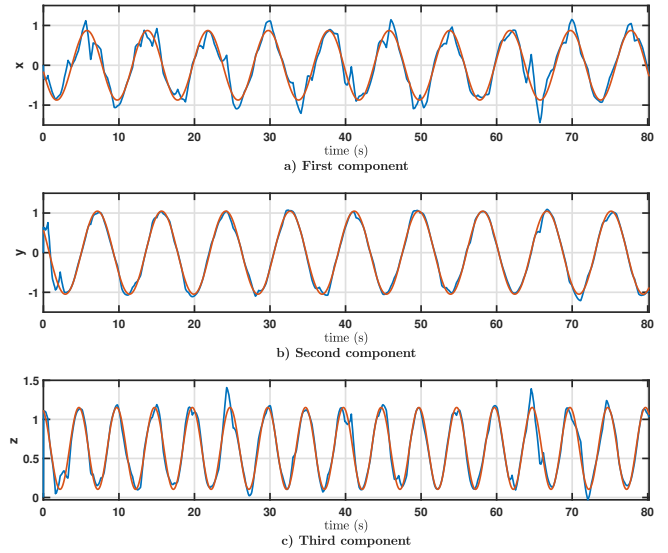 1
0
-1
x
0 10 20 30 40 50 60 70 80
time (s)
a) First component
1
0
-1
y
0 10 20 30 40 50 60 70 80
time (s)
b) Second component
1.5
1
0.5
0
z
0 10 20 30 40 50 60 70 80
time (s)
c) Third component